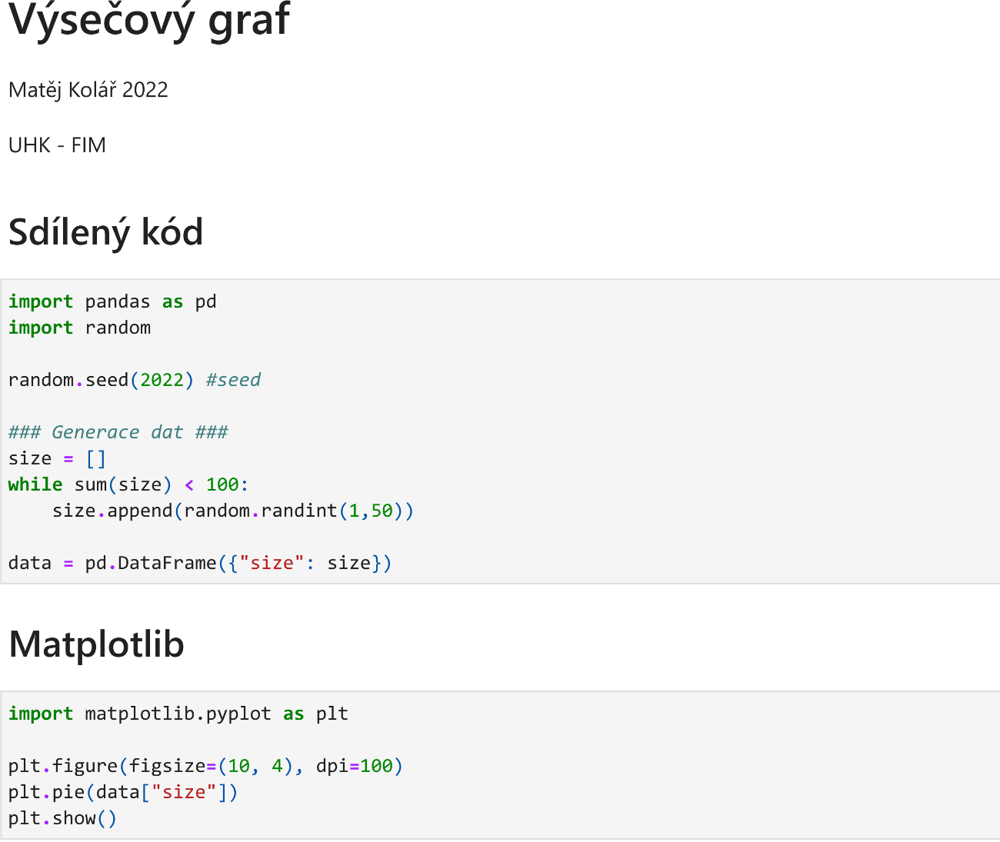 Výsečový graf
Matěj Kolář 2022
UHK - FIM
Sdílený kód
import pandas as pd
import random
random.seed(2022) #seed
### Generace dat ###
size = []
while sum(size) < 100:
    size.append(random.randint(1,50))
data = pd.DataFrame({"size": size})
Matplotlib
import matplotlib.pyplot as plt
plt.figure(figsize=(10, 4), dpi=100)
plt.pie(data["size"])
plt.show()